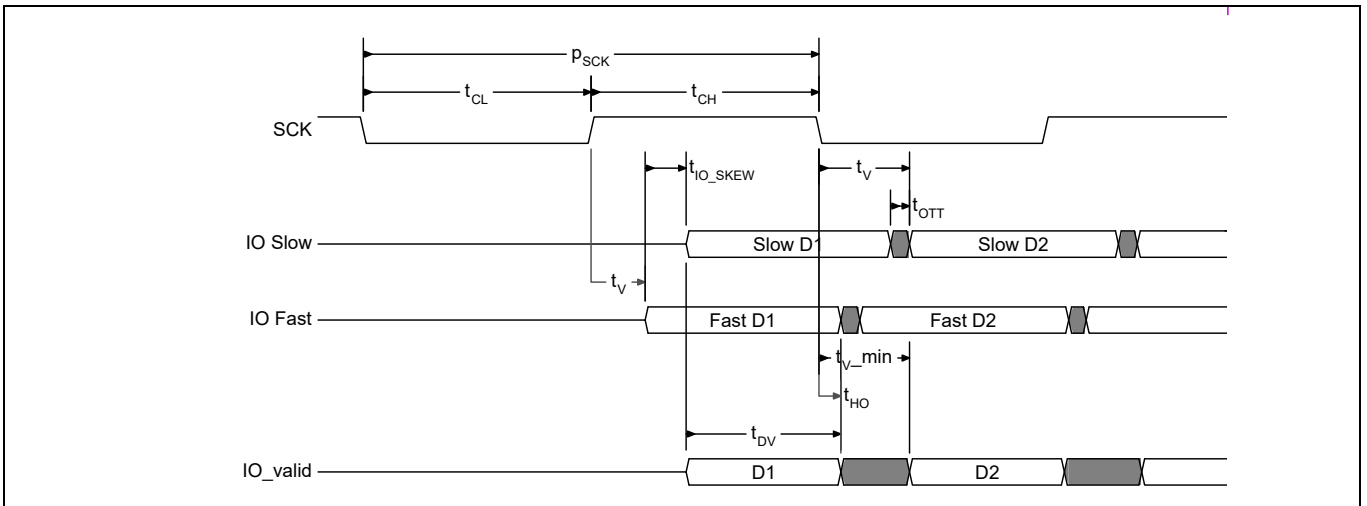 pSCK
tCL tCH
SCK
tIO_SKEW tV
tOTT
IO Slow Slow D1 Slow D2
tV
IO Fast Fast D1 Fast D2
tV_min
tHO
tDV
IO_valid D1 D2